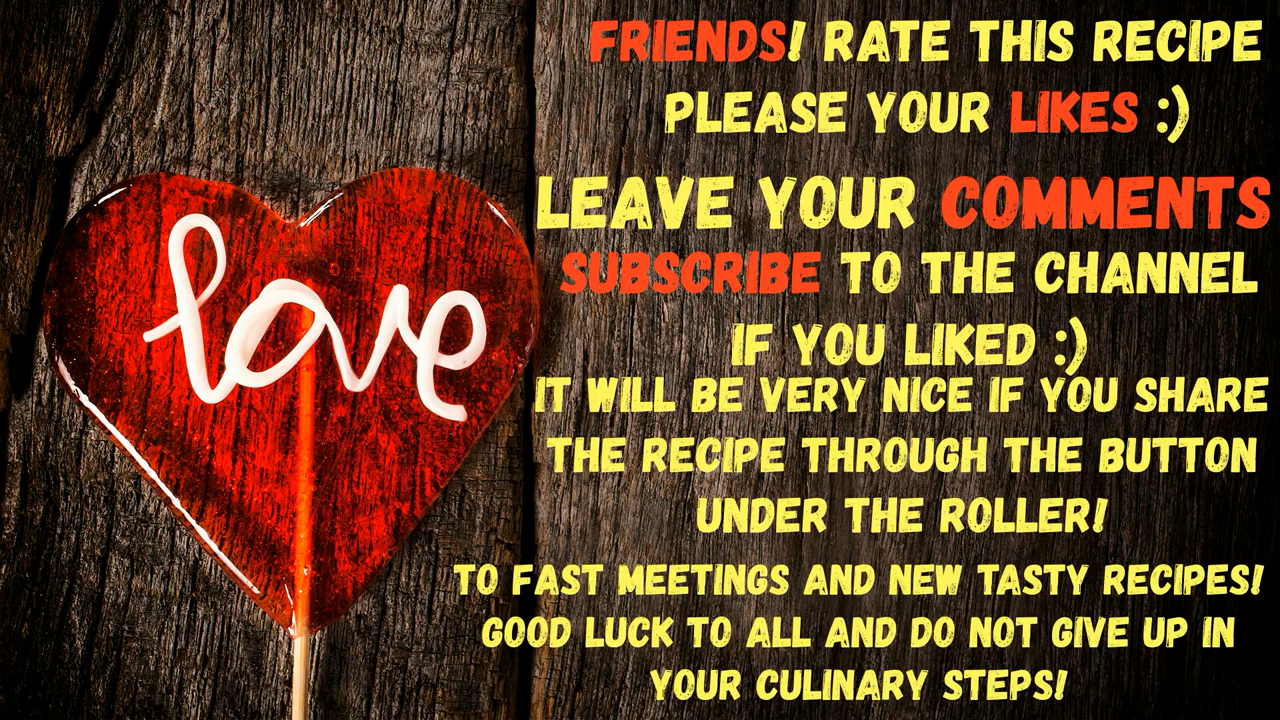 love
FRIENDS! RATE THIS RECIPE
PLEASE YOUR LIKES :)
LEAVE YOUR COMMENTS
SUBSCRIBE TO THE CHANNEL
IF YOU LIKED :)
IT WILL BE VERY NICE IF YOU SHARE
THE RECIPE THROUGH THE BUTTON
UNDER THE ROLLER!
TO FAST MEETINGS AND NEW TASTY RECIPES!
GOOD LUCK TO ALL AND DO NOT GIVE UP IN
YOUR CULINARY STEPS!